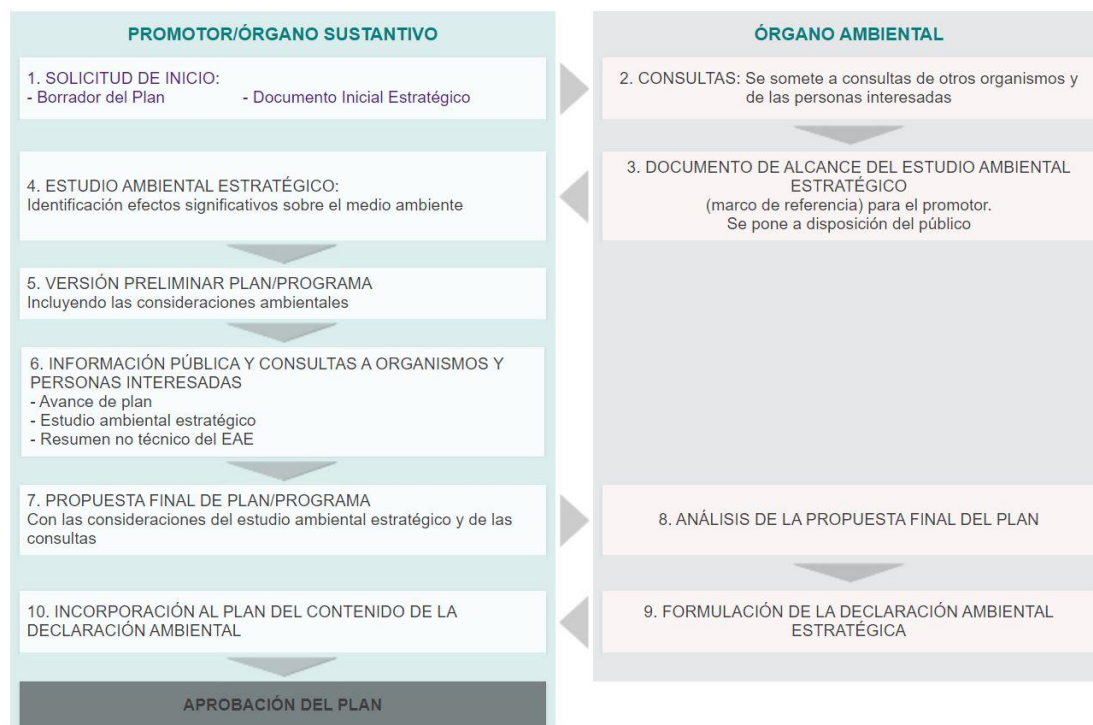 PROMOTOR/ÓRGANO SUSTANTIVO
ÓRGANO AMBIENTAL
1. SOLICITUD DE INICIO:
- Borrador del Plan - Documento Inicial Estratégico
2. CONSULTAS: Se somete a consultas de otros organismos y
de las personas interesadas
3. DOCUMENTO DE ALCANCE DEL ESTUDIO AMBIENTAL
ESTRATÉGICO
(marco de referencia) para el promotor.
Se pone a disposición del público
4. ESTUDIO AMBIENTAL ESTRATÉGICO:
Identificación efectos significativos sobre el medio ambiente
5. VERSIÓN PRELIMINAR PLAN/PROGRAMA
Incluyendo las consideraciones ambientales
6. INFORMACIÓN PÚBLICA Y CONSULTAS A ORGANISMOS Y
PERSONAS INTERESADAS
- Avance de plan
- Estudio ambiental estratégico
- Resumen no técnico del EAE
7. PROPUESTA FINAL DE PLAN/PROGRAMA
Con las consideraciones del estudio ambiental estratégico y de las
consultas
8. ANÁLISIS DE LA PROPUESTA FINAL DEL PLAN
9. FORMULACIÓN DE LA DECLARACIÓN AMBIENTAL
ESTRATÉGICA
10. INCORPORACIÓN AL PLAN DEL CONTENIDO DE LA
DECLARACIÓN AMBIENTAL
APROBACIÓN DEL PLAN